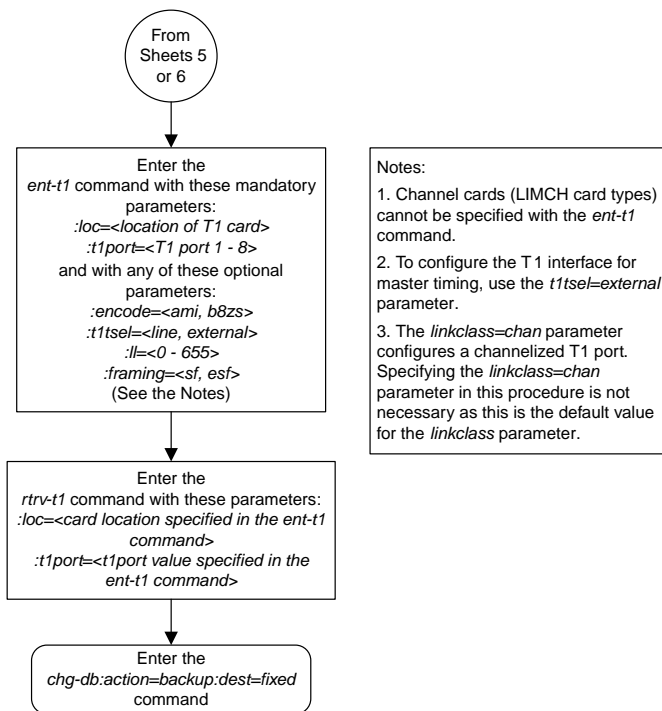 From
Sheets 5
or 6
Enter the
ent-t1 command with these mandatory
parameters:
:loc=<location of T1 card>
:t1port=<T1 port 1 - 8>
and with any of these optional
parameters:
:encode=<ami, b8zs>
:t1tsel=<line, external>
:ll=<0 - 655>
:framing=<sf, esf>
(See the Notes)
Enter the
rtrv-t1 command with these parameters:
:loc=<card location specified in the ent-t1
command>
:t1port=<t1port value specified in the
ent-t1 command>
Enter the
chg-db:action=backup:dest=fixed
command
Notes:
1. Channel cards (LIMCH card types)
cannot be specified with the ent-t1
command.
2. To configure the T1 interface for
master timing, use the t1tsel=external
parameter.
3. The linkclass=chan parameter
configures a channelized T1 port.
Specifying the linkclass=chan
parameter in this procedure is not
necessary as this is the default value
for the linkclass parameter.